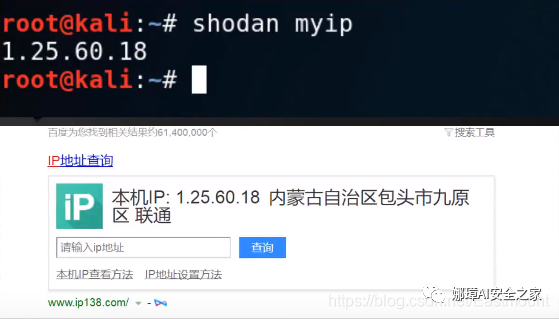 root@kali:~# shodan myip
1.25.60.18
root@kali:~#
百度为您找到相关结果约61,400,000个 搜索工具
IP地址查询
iP 本机IP: 1.25.60.18 内蒙古自治区包头市九原
区 联通
请输入ip地址 查询
本机IP查看方法 IP地址设置方法
www.ip138.com/ -
娜璋AI安全之家